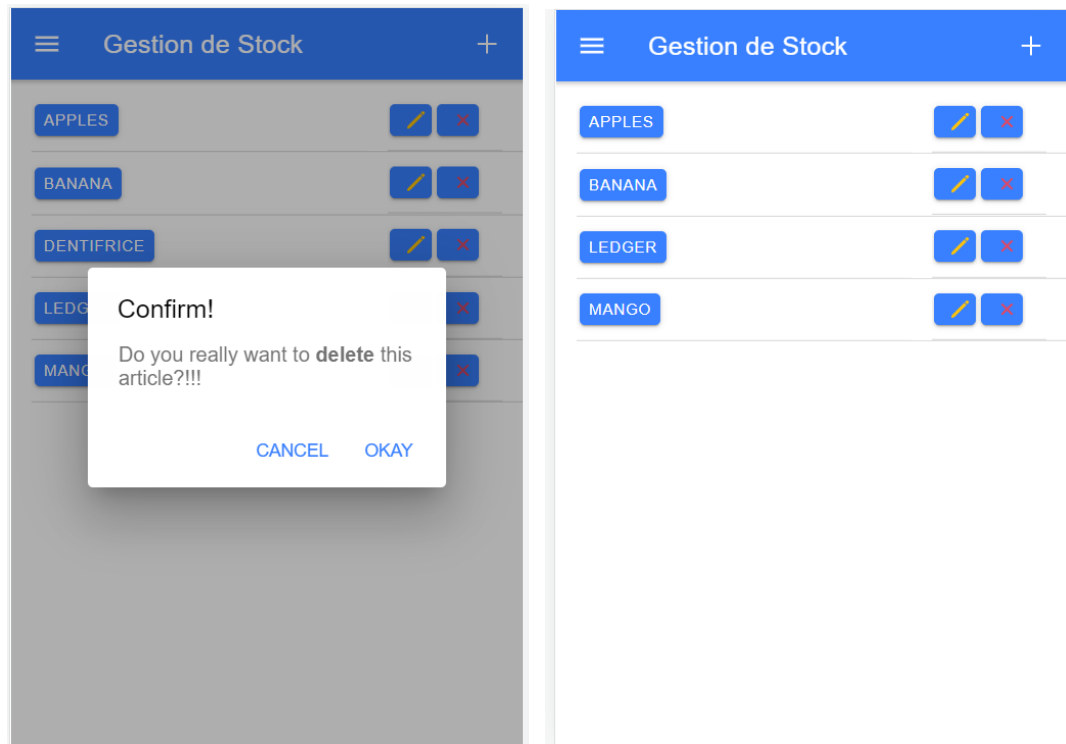 Gestion de Stock
APPLES
BANANA
DENTIFRICE
LEDG
MANG
Confirm!
Do you really want to delete this
article?!!!
CANCEL OKAY
Gestion de Stock
APPLES
BANANA
LEDGER
MANGO